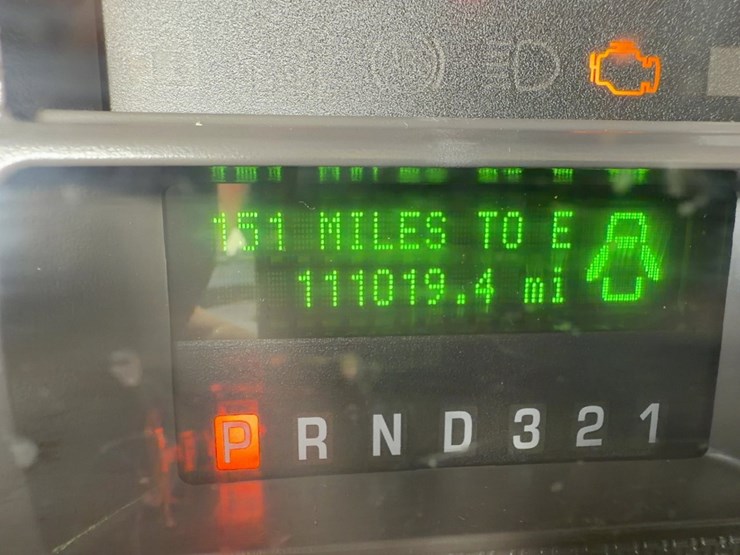 151 MILES TO E
111019.4 mi
P R N D 3 2 1